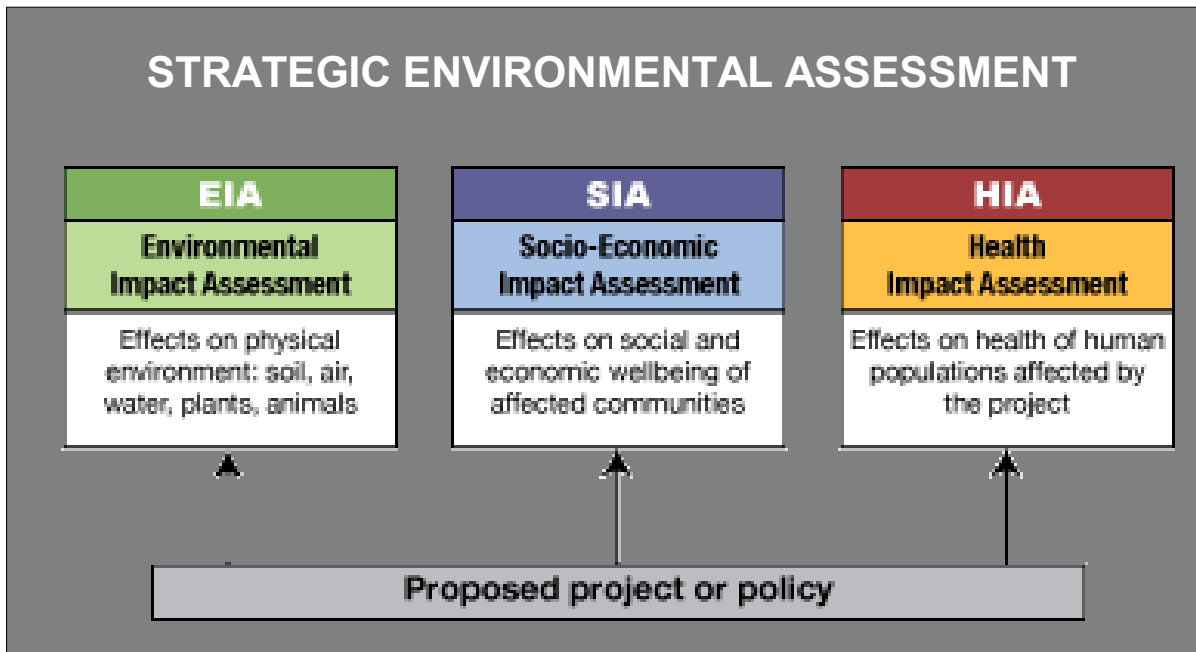 STRATEGIC ENVIRONMENTAL ASSESSMENT
EIA
Environmental
Impact Assessment
Effects on physical
environment: soil, air,
water, plants, animals
SIA
Socio-Economic
Impact Assessment
Effects on social and
economic wellbeing of
affected communities
HIA
Health
Impact Assessment
Effects on health of human
populations affected by
the project
Proposed project or policy